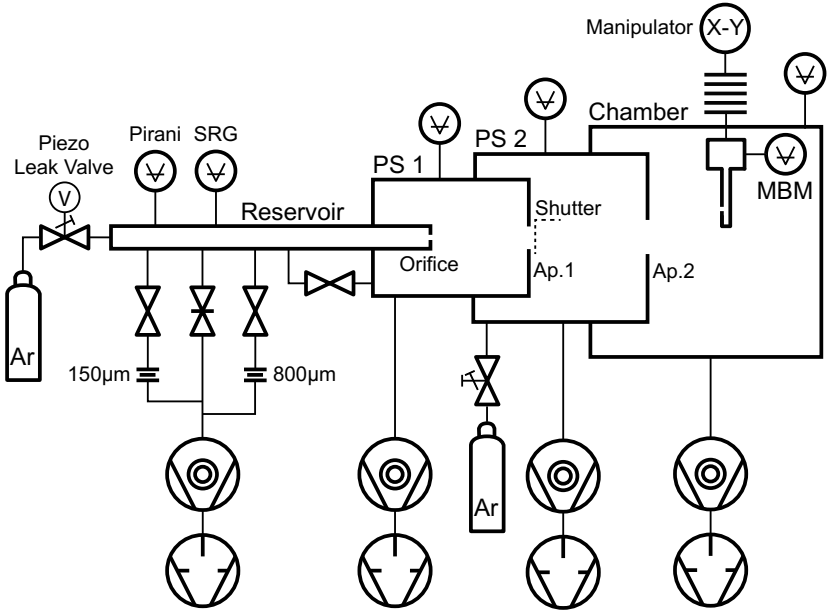 Manipulator
X-Y
Chamber
Piezo
Leak Valve
V
Pirani
SRG
PS 1
PS 2
MBM
Reservoir
Shutter
Orifice
Ap.1
Ap.2
Ar
150µm
800µm
Ar